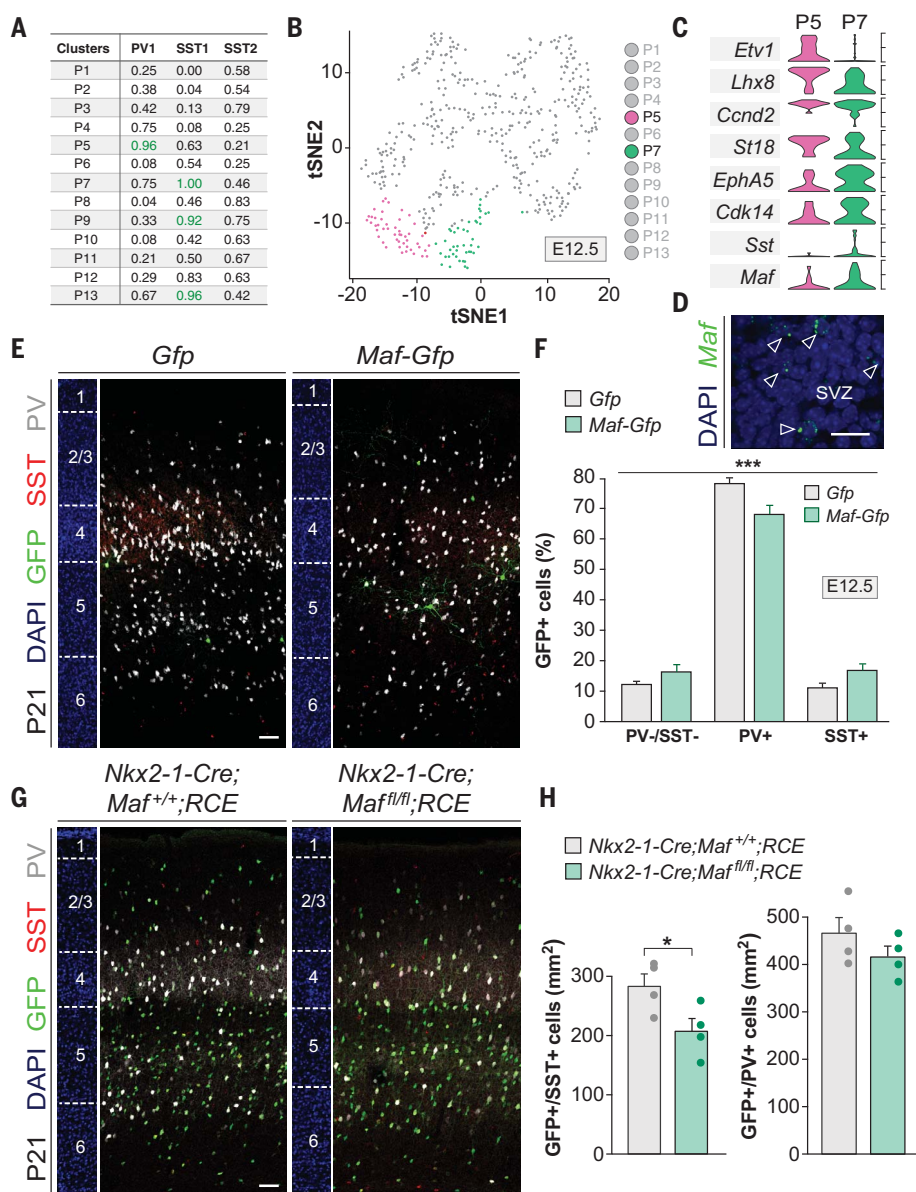 A
Clusters PV1 SST1 SST2
P1 0.25 0.00 0.58
P2 0.38 0.04 0.54
P3 0.42 0.13 0.79
P4 0.75 0.08 0.25
P5 0.96 0.63 0.21
P6 0.08 0.54 0.25
P7 0.75 1.00 0.46
P8 0.04 0.46 0.83
P9 0.33 0.92 0.75
P10 0.08 0.42 0.63
P11 0.21 0.50 0.67
P12 0.29 0.83 0.63
P13 0.67 0.96 0.42
B
tSNE2
10
0
-10
-20
-10
0
10
20
tSNE1
E12.5
P1
P2
P3
P4
P5
P6
P7
P8
P9
P10
P11
P12
P13
C
P5 P7
Etv1
Lhx8
Ccnd2
St18
EphA5
Cdk14
Sst
Maf
D
DAPI Maf
SVZ
E
Gfp
Maf-Gfp
P21 DAPI GFP SST PV
1
2/3
4
5
6
1
2/3
4
5
6
F
Gfp
Maf-Gfp
***
Gfp
Maf-Gfp
E12.5
GFP+ cells (%)
80
70
60
50
40
30
20
10
0
PV-/SST- PV+ SST+
G
Nkx2-1-Cre;
Maf+/+;RCE
Nkx2-1-Cre;
Maffl/fl;RCE
P21 DAPI GFP SST PV
1
2/3
4
5
6
1
2/3
4
5
6
H
Nkx2-1-Cre;Maf+/+;RCE
Nkx2-1-Cre;Maffl/fl;RCE
GFP+/SST+ cells (mm2)
300
200
100
0
*
GFP+/PV+ cells (mm2)
500
400
300
200
100
0